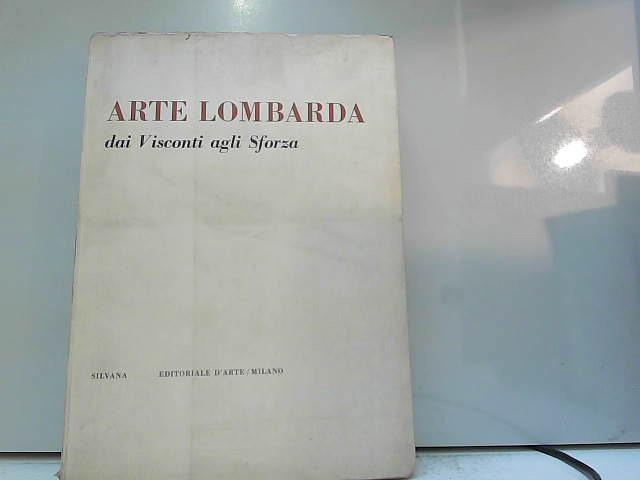 ARTE LOMBARDA
dai Visconti agli Sforza
SILVANA EDITORIALE D'ARTE / MILANO